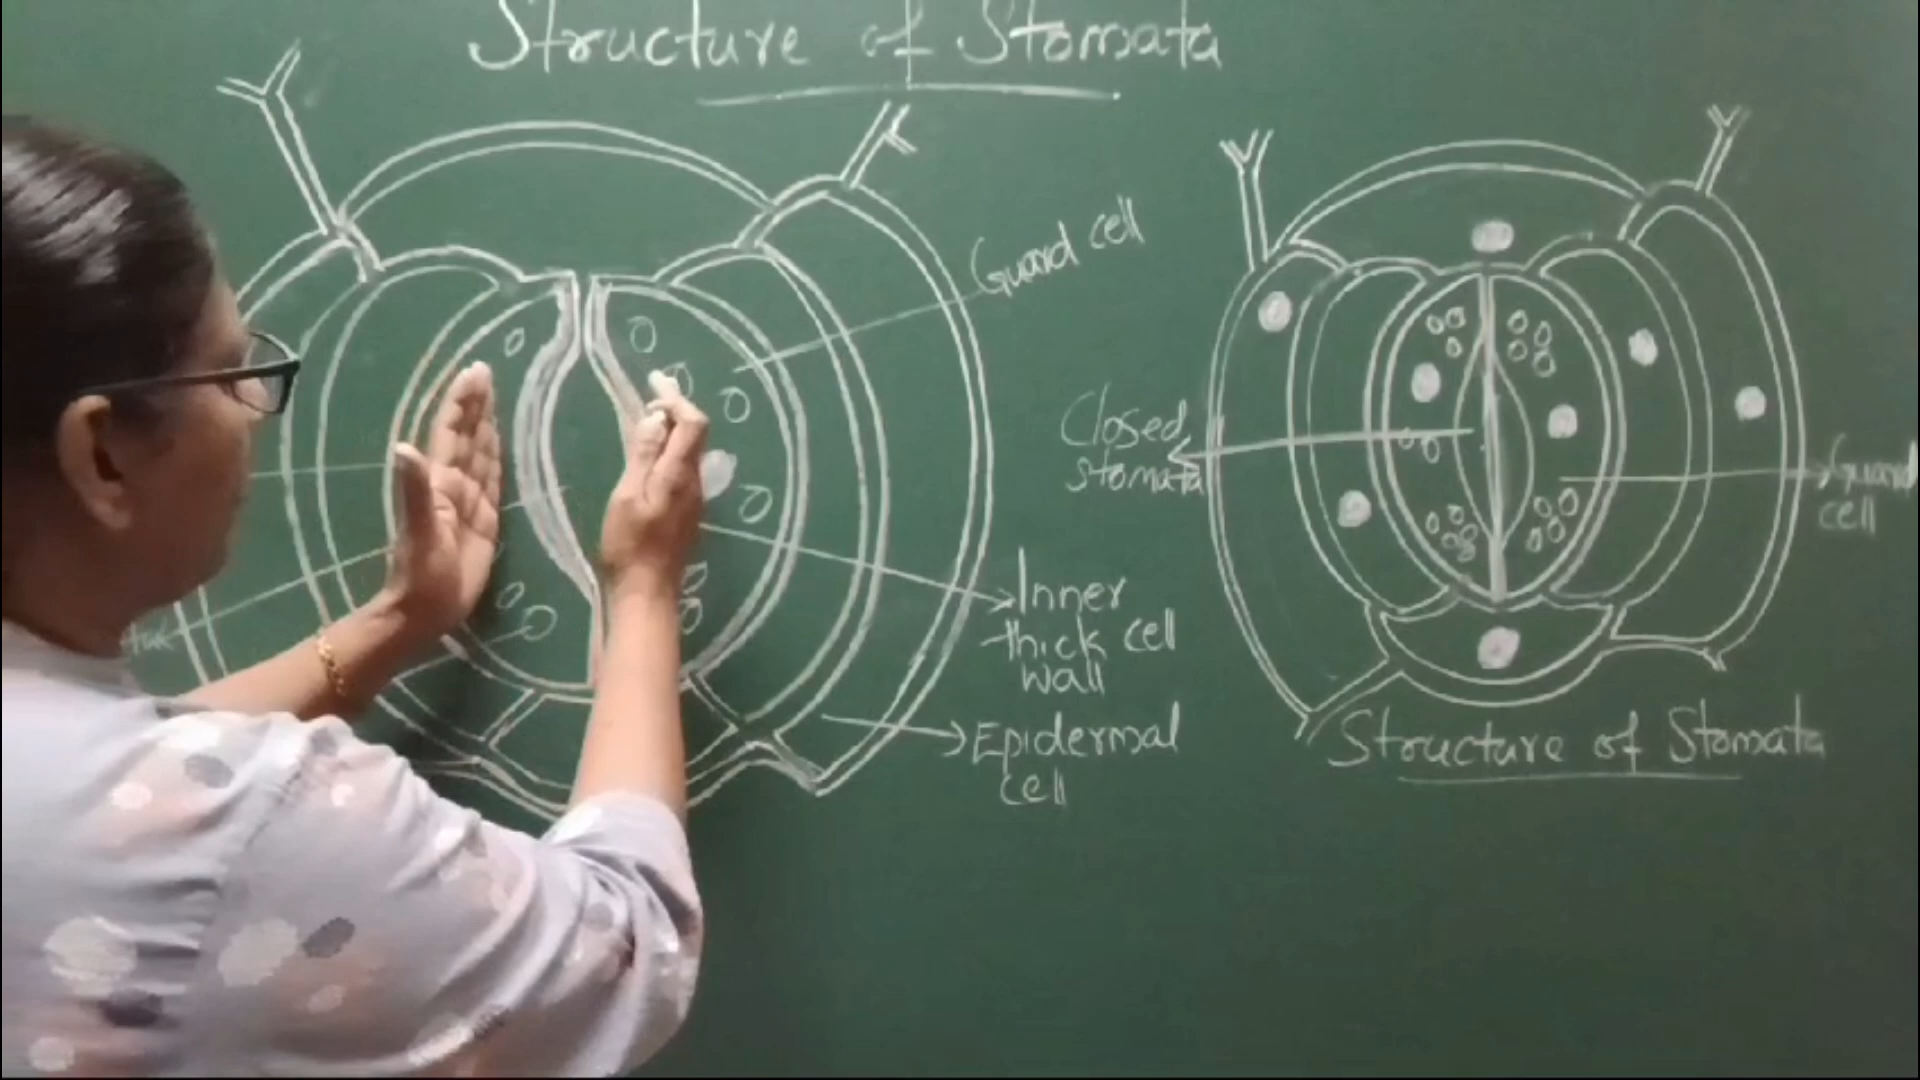 Structure of Stomata
Guard cell
Closed
stomata
Guard
cell
Inner
thick cell
wall
Epidermal
cell
Structure of Stomata